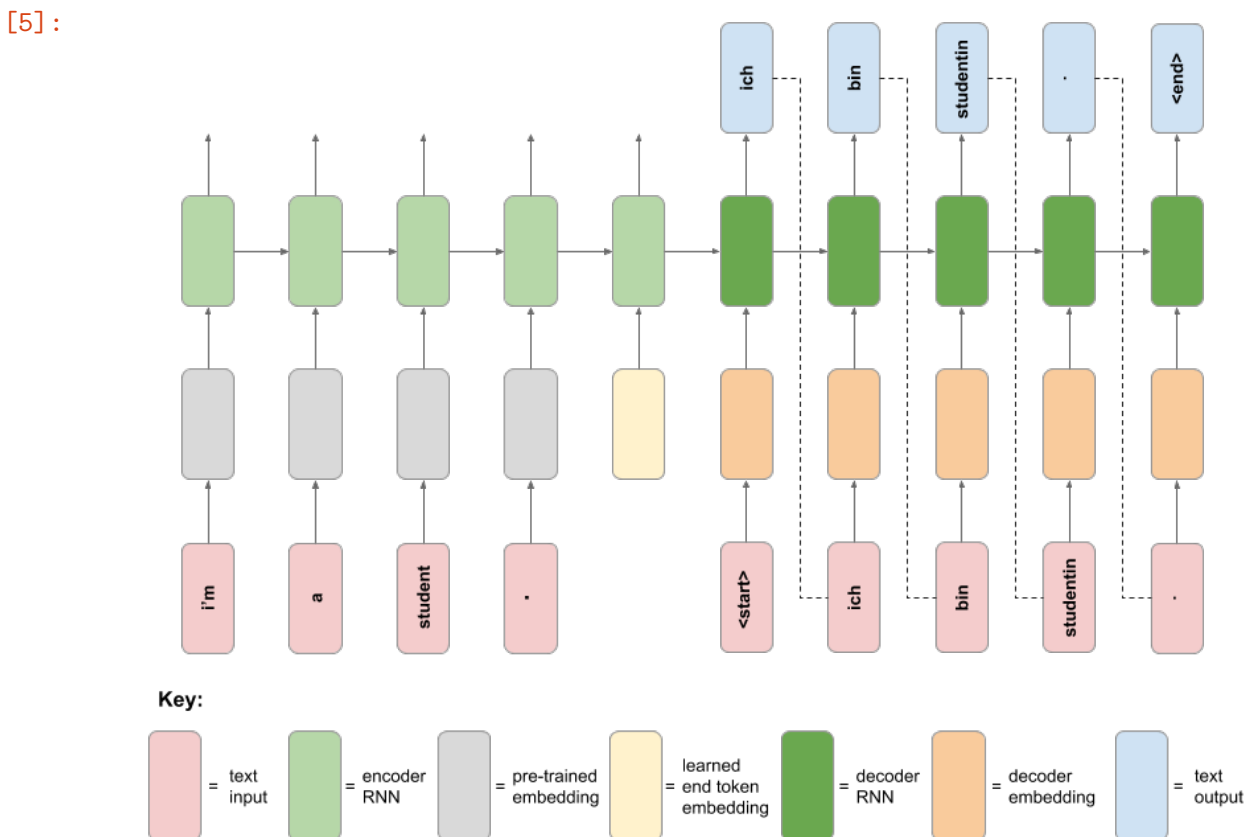 [5]:
ich bin studentin . <end>
i'm a student . <start> ich bin studentin .
Key:
= text input
= encoder RNN
= pre-trained embedding
= learned end token embedding
= decoder RNN
= decoder embedding
= text output